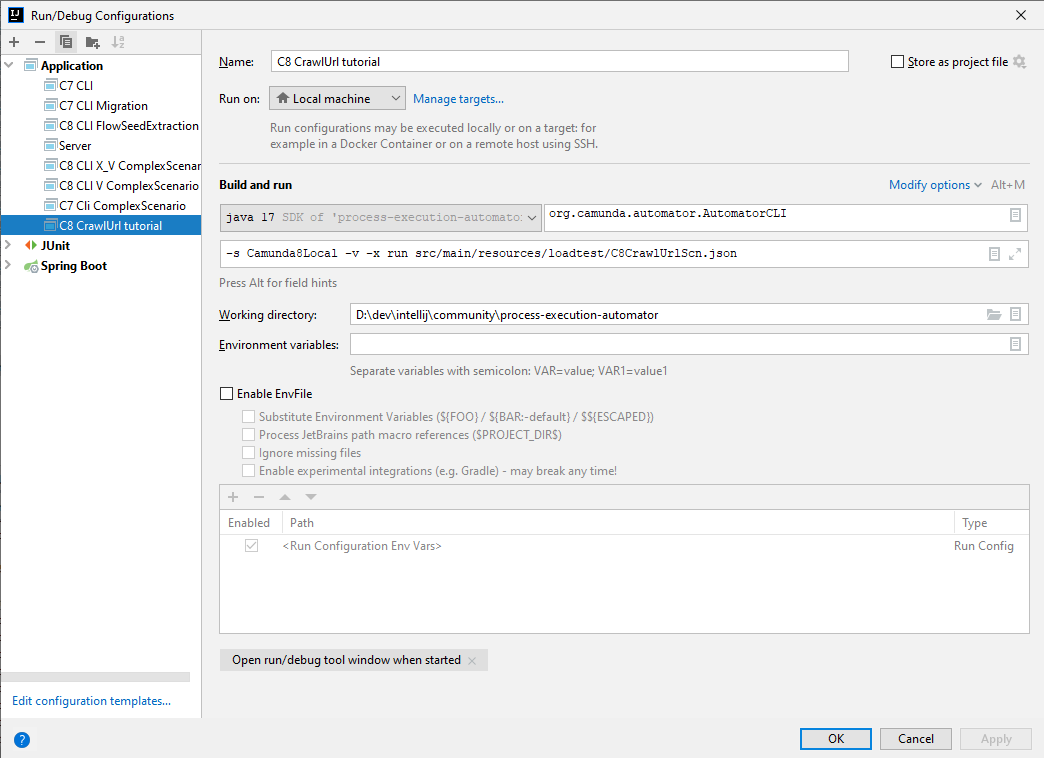 Run/Debug Configurations
Application
C7 CLI
C7 CLI Migration
C8 CLI FlowSeedExtraction
Server
C8 CLI X_V ComplexScenar
C8 CLI V ComplexScenario
C7 Cli ComplexScenario
C8 CrawlUrl tutorial
JUnit
Spring Boot
Edit configuration templates...
Name: C8 CrawlUrl tutorial Store as project file
Run on: Local machine Manage targets...
Run configurations may be executed locally or on a target: for
example in a Docker Container or on a remote host using SSH.
Build and run Modify options Alt+M
java 17 SDK of 'process-execution-automator org.camunda.automator.AutomatorCLI
-s Camunda8Local -v -x run src/main/resources/loadtest/C8CrawlUrlScn.json
Press Alt for field hints
Working directory: D:\dev\intellij\community\process-execution-automator
Environment variables:
Separate variables with semicolon: VAR=value; VAR1=value1
Enable EnvFile
Substitute Environment Variables (${FOO} / ${BAR:-default} / $${ESCAPED})
Process JetBrains path macro references ($PROJECT_DIR$)
Ignore missing files
Enable experimental integrations (e.g. Gradle) - may break any time!
Enabled Path Type
<Run Configuration Env Vars> Run Config
Open run/debug tool window when started
OK Cancel Apply